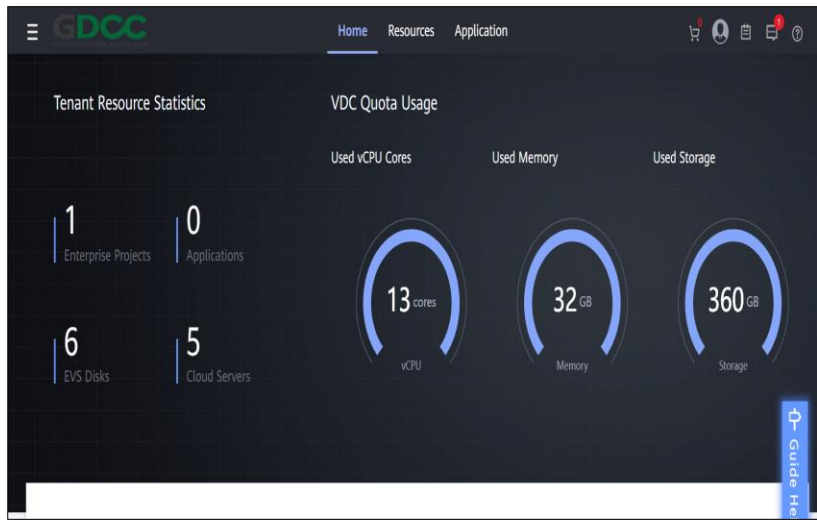 GDCC
Home Resources Application
0
1
Tenant Resource Statistics
VDC Quota Usage
Used vCPU Cores
Used Memory
Used Storage
1
Enterprise Projects
0
Applications
6
EVS Disks
5
Cloud Servers
13 cores
vCPU
32 GB
Memory
360 GB
Storage
Guide He